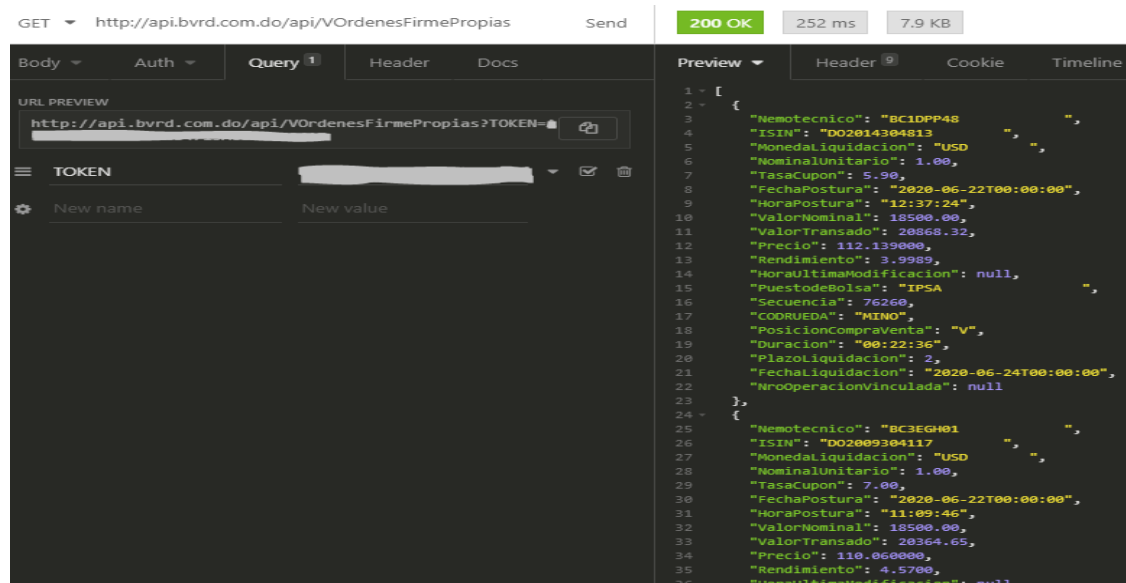 GET http://api.bvrd.com.do/api/VOrdenesFirmePropias Send
200 OK 252 ms 7.9 KB
Body Auth Query 1 Header Docs
URL PREVIEW
http://api.bvrd.com.do/api/VOrdenesFirmePropias?TOKEN=
TOKEN
New name New value
Preview Header 9 Cookie Timeline
1 [
2 {
3 "Nemotecnico": "BC1DPP48 ",
4 "ISIN": "DO2014304813 ",
5 "MonedaLiquidacion": "USD ",
6 "NominalUnitario": 1.00,
7 "TasaCupon": 5.90,
8 "FechaPostura": "2020-06-22T00:00:00",
9 "HoraPostura": "12:37:24",
10 "ValorNominal": 18500.00,
11 "ValorTransado": 20868.32,
12 "Precio": 112.139000,
13 "Rendimiento": 3.9989,
14 "HoraUltimaModificacion": null,
15 "PuestodeBolsa": "IPSA ",
16 "Secuencia": 76260,
17 "CODRUEDA": "MINO",
18 "PosicionCompraVenta": "V",
19 "Duracion": "00:22:36",
20 "PlazoLiquidacion": 2,
21 "FechaLiquidacion": "2020-06-24T00:00:00",
22 "NroOperacionVinculada": null
23 },
24 {
25 "Nemotecnico": "BC3EGH01 ",
26 "ISIN": "DO2009304117 ",
27 "MonedaLiquidacion": "USD ",
28 "NominalUnitario": 1.00,
29 "TasaCupon": 7.00,
30 "FechaPostura": "2020-06-22T00:00:00",
31 "HoraPostura": "11:09:46",
32 "ValorNominal": 18500.00,
33 "ValorTransado": 20364.65,
34 "Precio": 110.060000,
35 "Rendimiento": 4.5700,